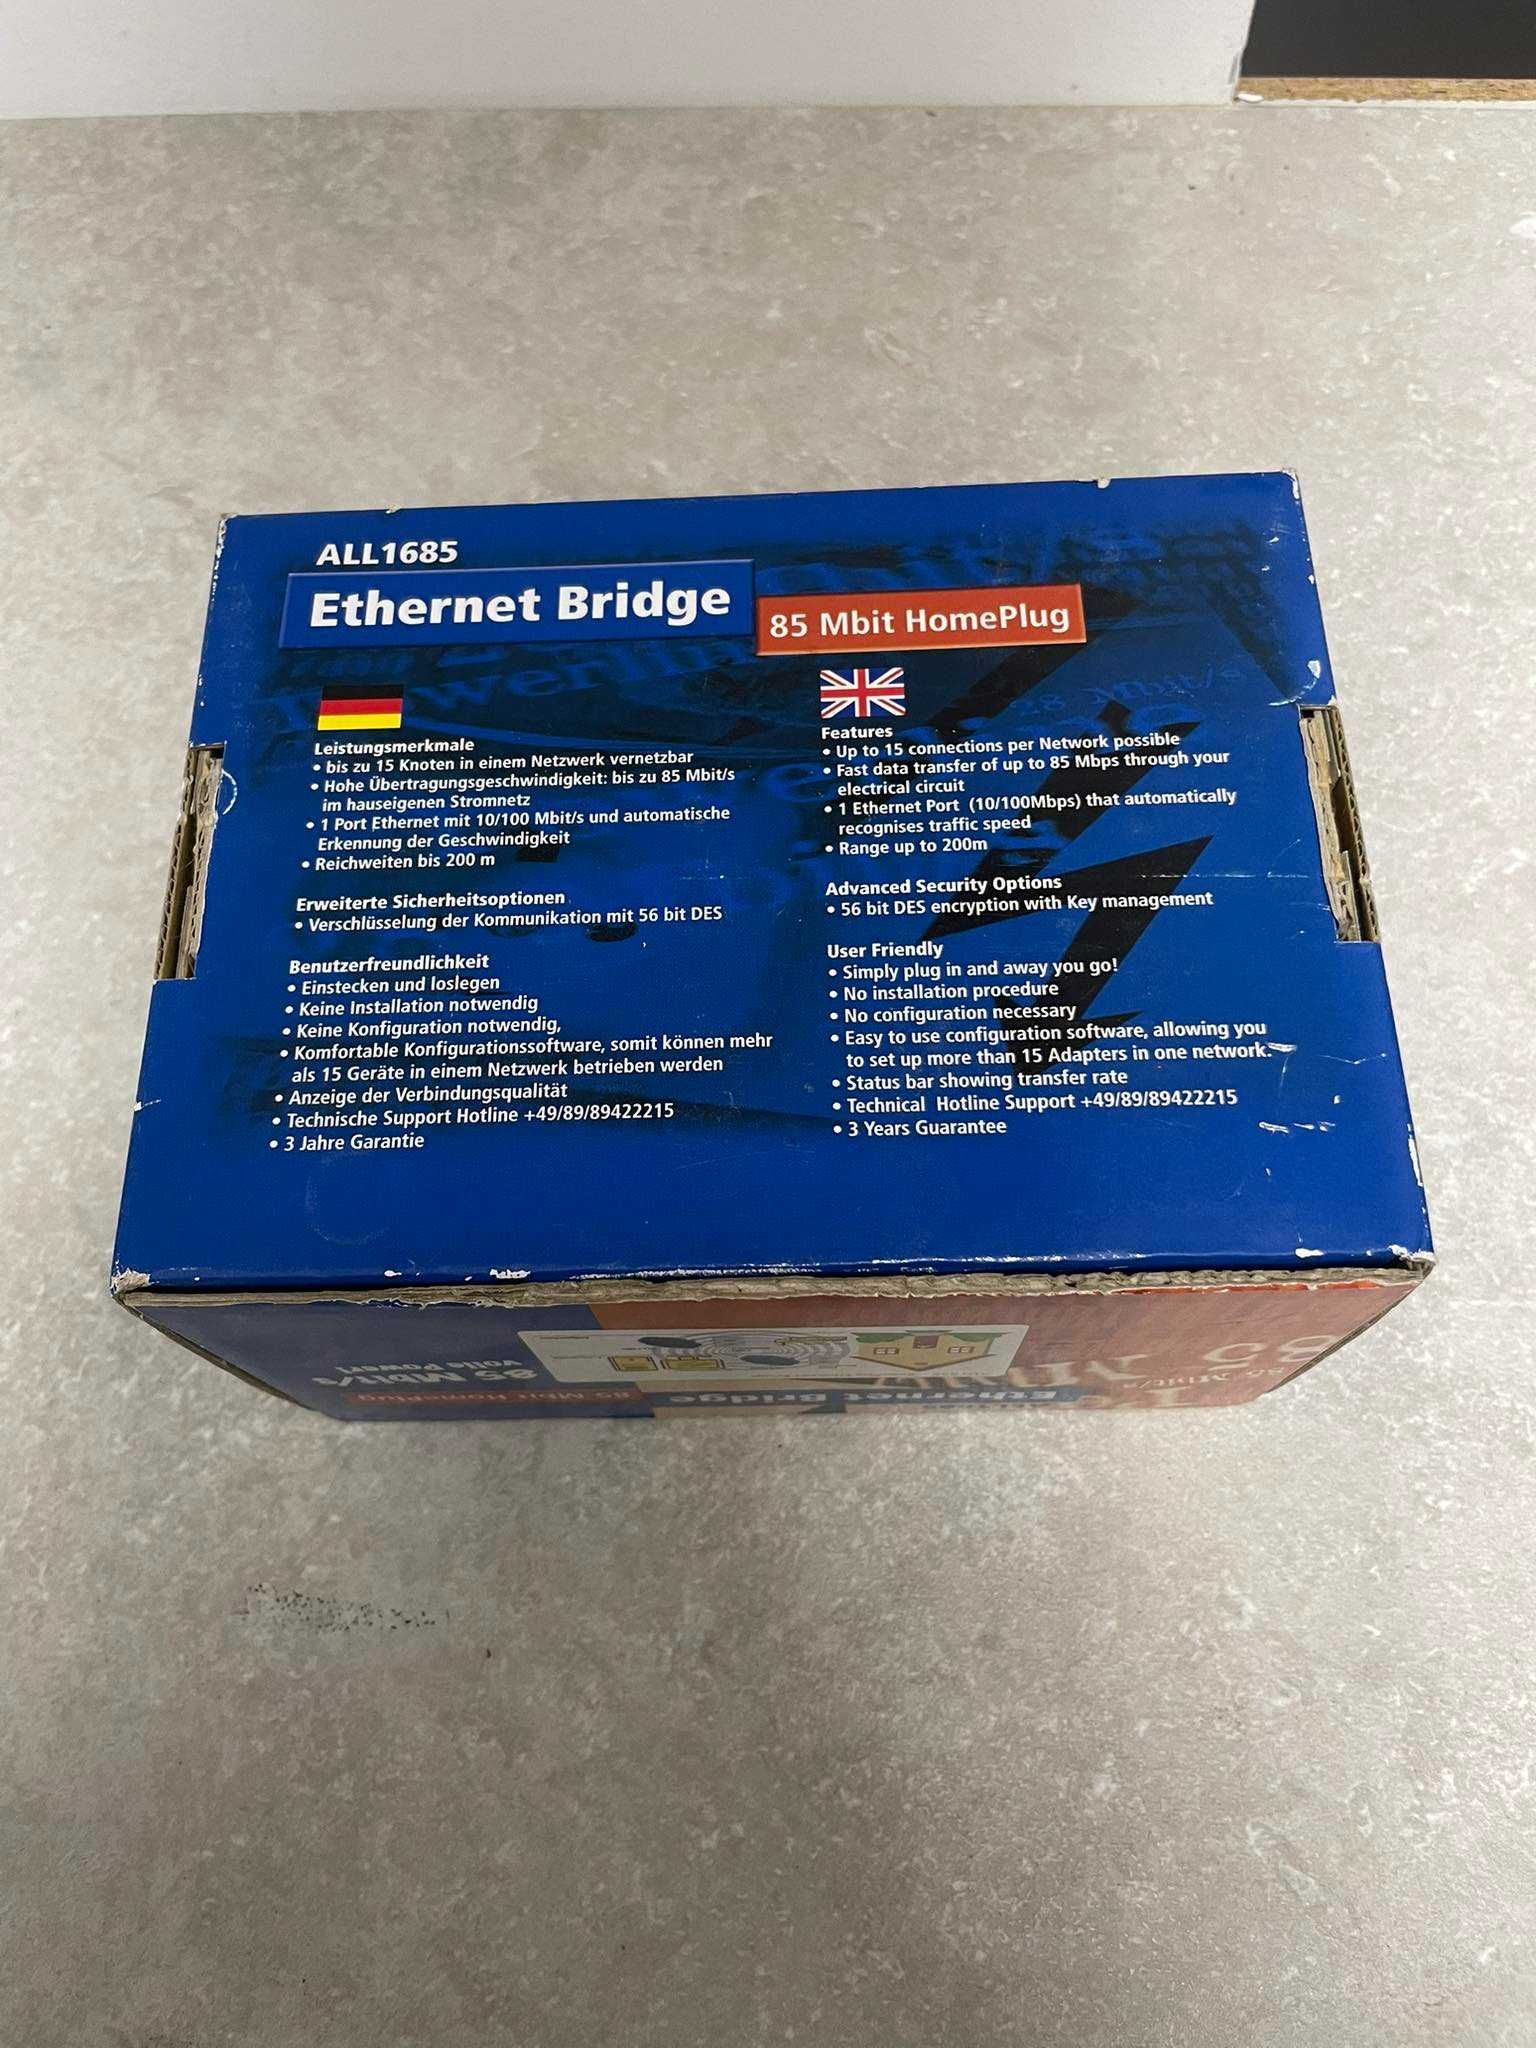 ALL1685
Ethernet Bridge
85 Mbit HomePlug
Leistungsmerkmale
• bis zu 15 Knoten in einem Netzwerk vernetzbar
• Hohe Übertragungsgeschwindigkeit: bis zu 85 Mbit/s
im hauseigenen Stromnetz
• 1 Port Ethernet mit 10/100 Mbit/s und automatische
Erkennung der Geschwindigkeit
• Reichweiten bis 200 m
Erweiterte Sicherheitsoptionen
• Verschlüsselung der Kommunikation mit 56 bit DES
Benutzerfreundlichkeit
• Einstecken und loslegen
• Keine Installation notwendig
• Keine Konfiguration notwendig,
• Komfortable Konfigurationssoftware, somit können mehr
als 15 Geräte in einem Netzwerk betrieben werden
• Anzeige der Verbindungsqualität
• Technische Support Hotline +49/89/89422215
• 3 Jahre Garantie
Features
• Up to 15 connections per Network possible
• Fast data transfer of up to 85 Mbps through your
electrical circuit
• 1 Ethernet Port (10/100Mbps) that automatically
recognises traffic speed
• Range up to 200m
Advanced Security Options
• 56 bit DES encryption with Key management
User Friendly
• Simply plug in and away you go!
• No installation procedure
• No configuration necessary
• Easy to use configuration software, allowing you
to set up more than 15 Adapters in one network.
• Status bar showing transfer rate
• Technical Hotline Support +49/89/89422215
• 3 Years Guarantee
Ethernet Bridge
85 Mbit Homeplug
85 Mbit/s
volle Power!